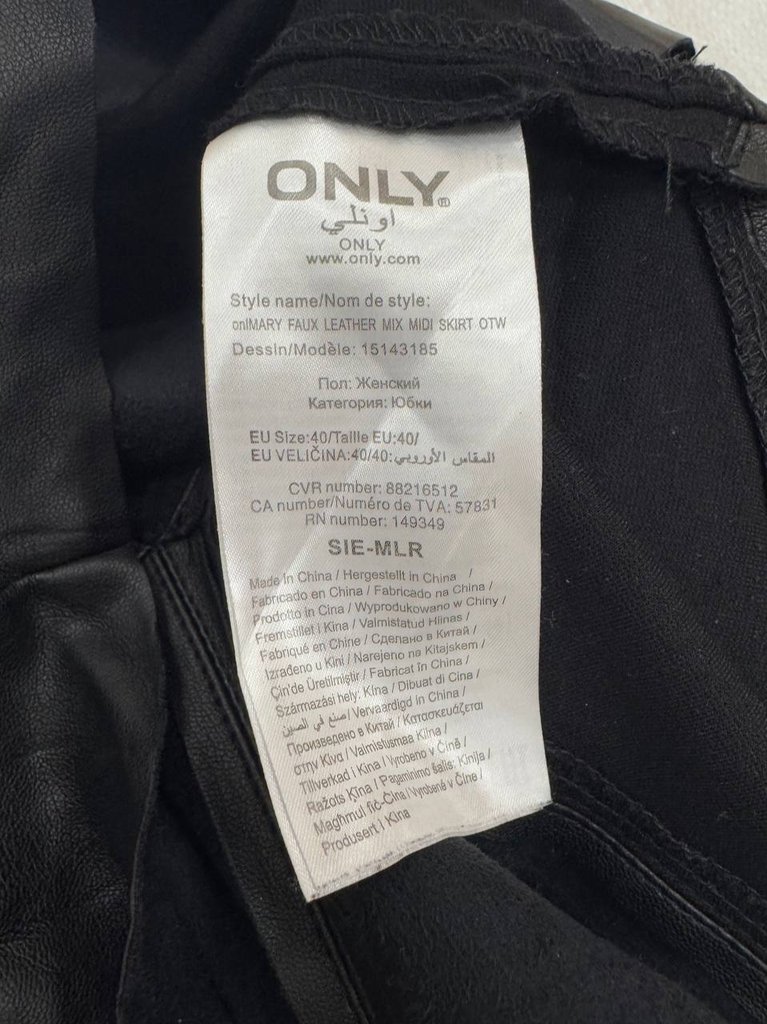 ONLY®
اونلي
ONLY
www.only.com
Style name/Nom de style:
onlMARY FAUX LEATHER MIX MIDI SKIRT OTW
Dessin/Modèle: 15143185
Пол: Женский
Категория: Юбки
EU Size:40/Taille EU:40/
EU VELIČINA:40/40:المقاس الأوروبي
CVR number: 88216512
CA number/Numéro de TVA: 57831
RN number: 149349
SIE-MLR
Made in China / Hergestellt in China /
Fabricado en China / Fabricado na China /
Prodotto in Cina / Wyprodukowano w Chiny /
Fremstillet i Kina / Valmistatud Hiinas /
Fabriqué en Chine / Сделано в Китай /
Izrađeno u Kini / Narejeno na Kitajskem /
Çin'de Üretilmiştir / Fabricat în China /
Származási hely: Kína / Dibuat di Cina /
صنع في الصين / Vervaardigd in China /
Произведено в Китай / Κατασκευάζεται
στην Κίνα / Valmistusmaa Kiina /
Tillverkad i Kina / Vyrobeno v Číně /
Ražots Ķīna / Pagaminimo šalis: Kinija/
Magħmul fiċ-Ċina / Vyrobené v Číne /
Produsert i Kina